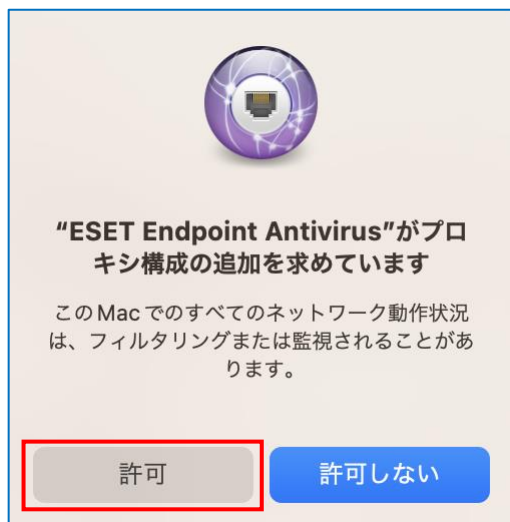 “ESET Endpoint Antivirus”がプロ
キシ構成の追加を求めています
このMacでのすべてのネットワーク動作状況
は、フィルタリングまたは監視されることがあ
ります。
許可
許可しない